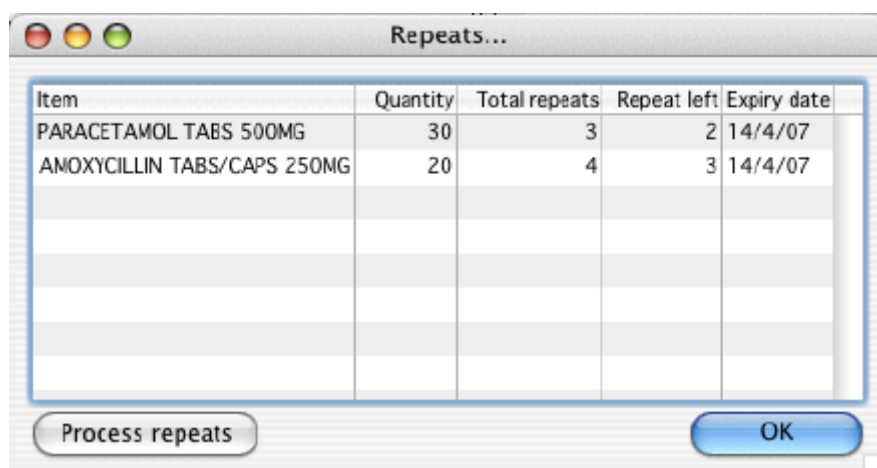 Repeats...
Item Quantity Total repeats Repeat left Expiry date
PARACETAMOL TABS 500MG 30 3 2 14/4/07
AMOXYCILLIN TABS/CAPS 250MG 20 4 3 14/4/07
Process repeats OK